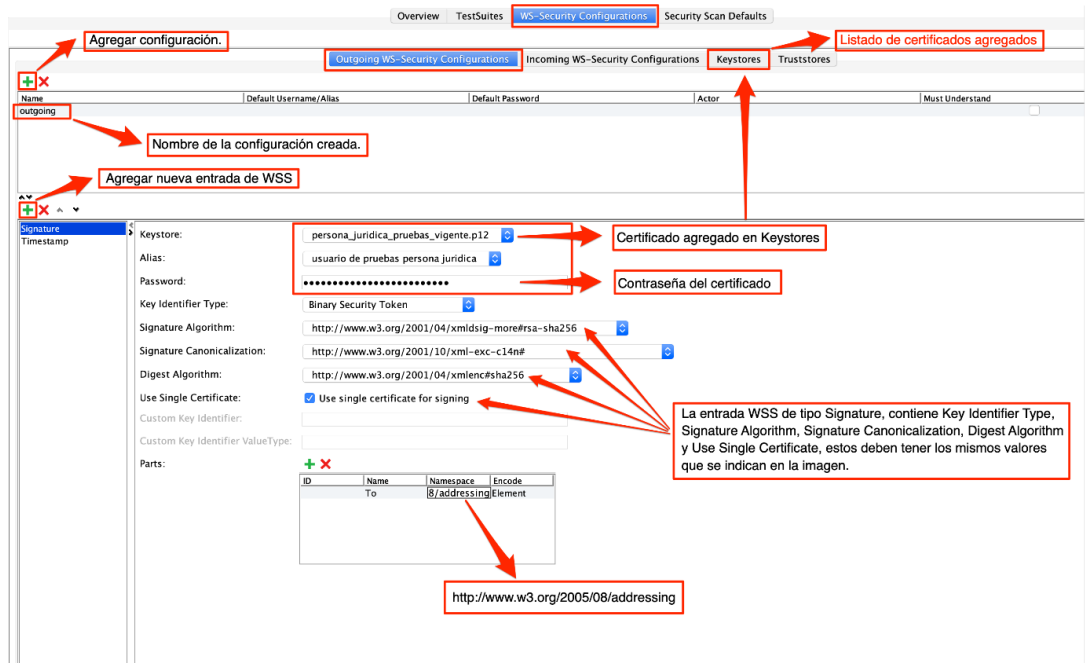 Overview TestSuites WS-Security Configurations Security Scan Defaults
Agregar configuración.
Listado de certificados agregados
Outgoing WS-Security Configurations Incoming WS-Security Configurations Keystores Truststores
Name Default Username/Alias Default Password Actor Must Understand
outgoing
Nombre de la configuración creada.
Agregar nueva entrada de WSS
Signature
Timestamp
Keystore: persona_juridica_pruebas_vigente.p12
Certificado agregado en Keystores
Alias: usuario de pruebas persona juridica
Password: •••••••••••••••••••••••••
Contraseña del certificado
Key Identifier Type: Binary Security Token
Signature Algorithm: http://www.w3.org/2001/04/xmldsig-more#rsa-sha256
Signature Canonicalization: http://www.w3.org/2001/10/xml-exc-c14n#
Digest Algorithm: http://www.w3.org/2001/04/xmlenc#sha256
Use Single Certificate: Use single certificate for signing
Custom Key Identifier:
Custom Key Identifier ValueType:
La entrada WSS de tipo Signature, contiene Key Identifier Type,
Signature Algorithm, Signature Canonicalization, Digest Algorithm
y Use Single Certificate, estos deben tener los mismos valores
que se indican en la imagen.
Parts:
ID Name Namespace Encode
To 8/addressing Element
http://www.w3.org/2005/08/addressing